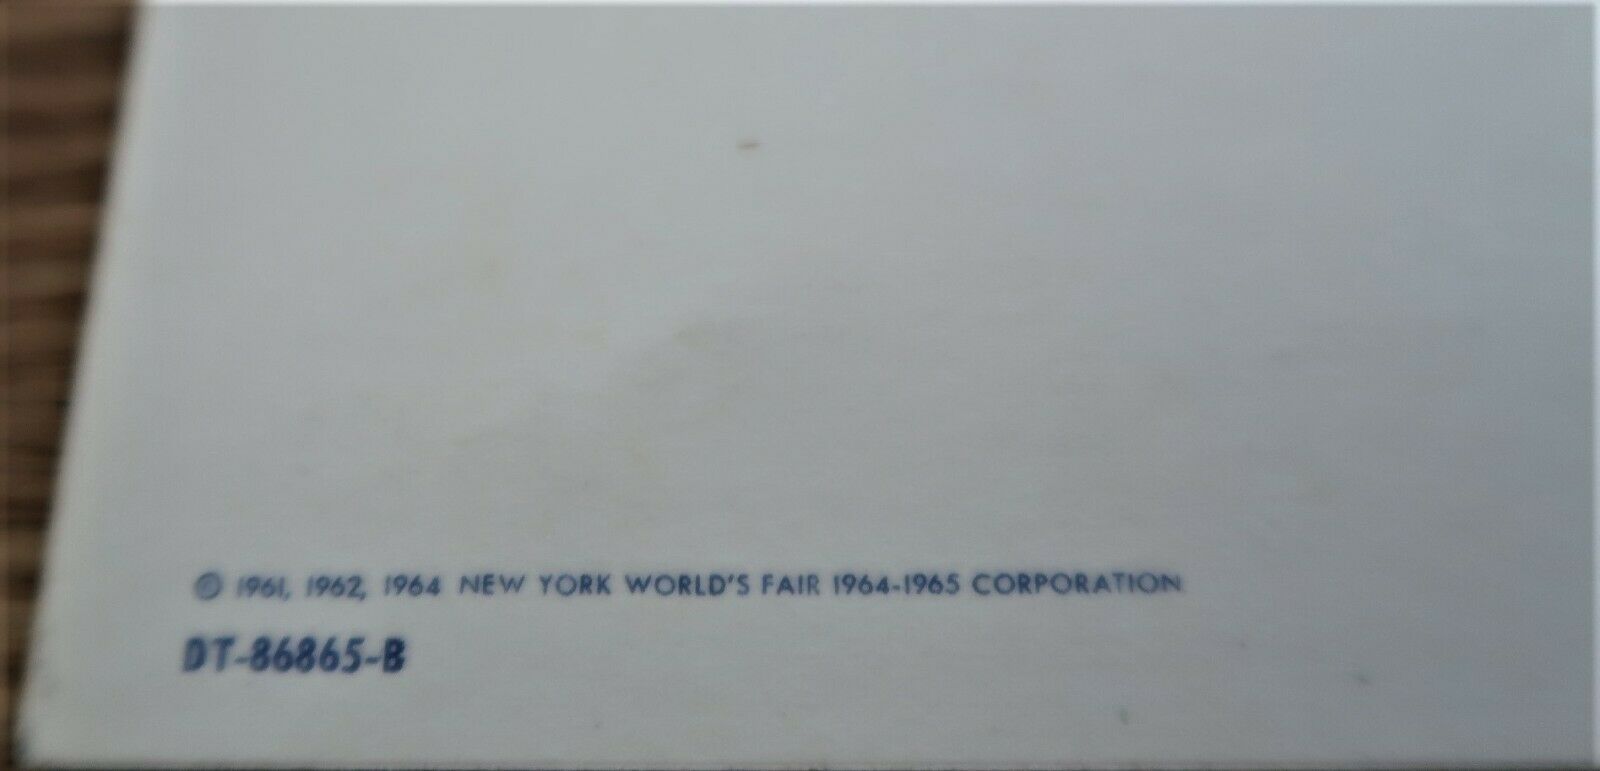 © 1961, 1962, 1964 NEW YORK WORLD'S FAIR 1964-1965 CORPORATION
DT-86865-B